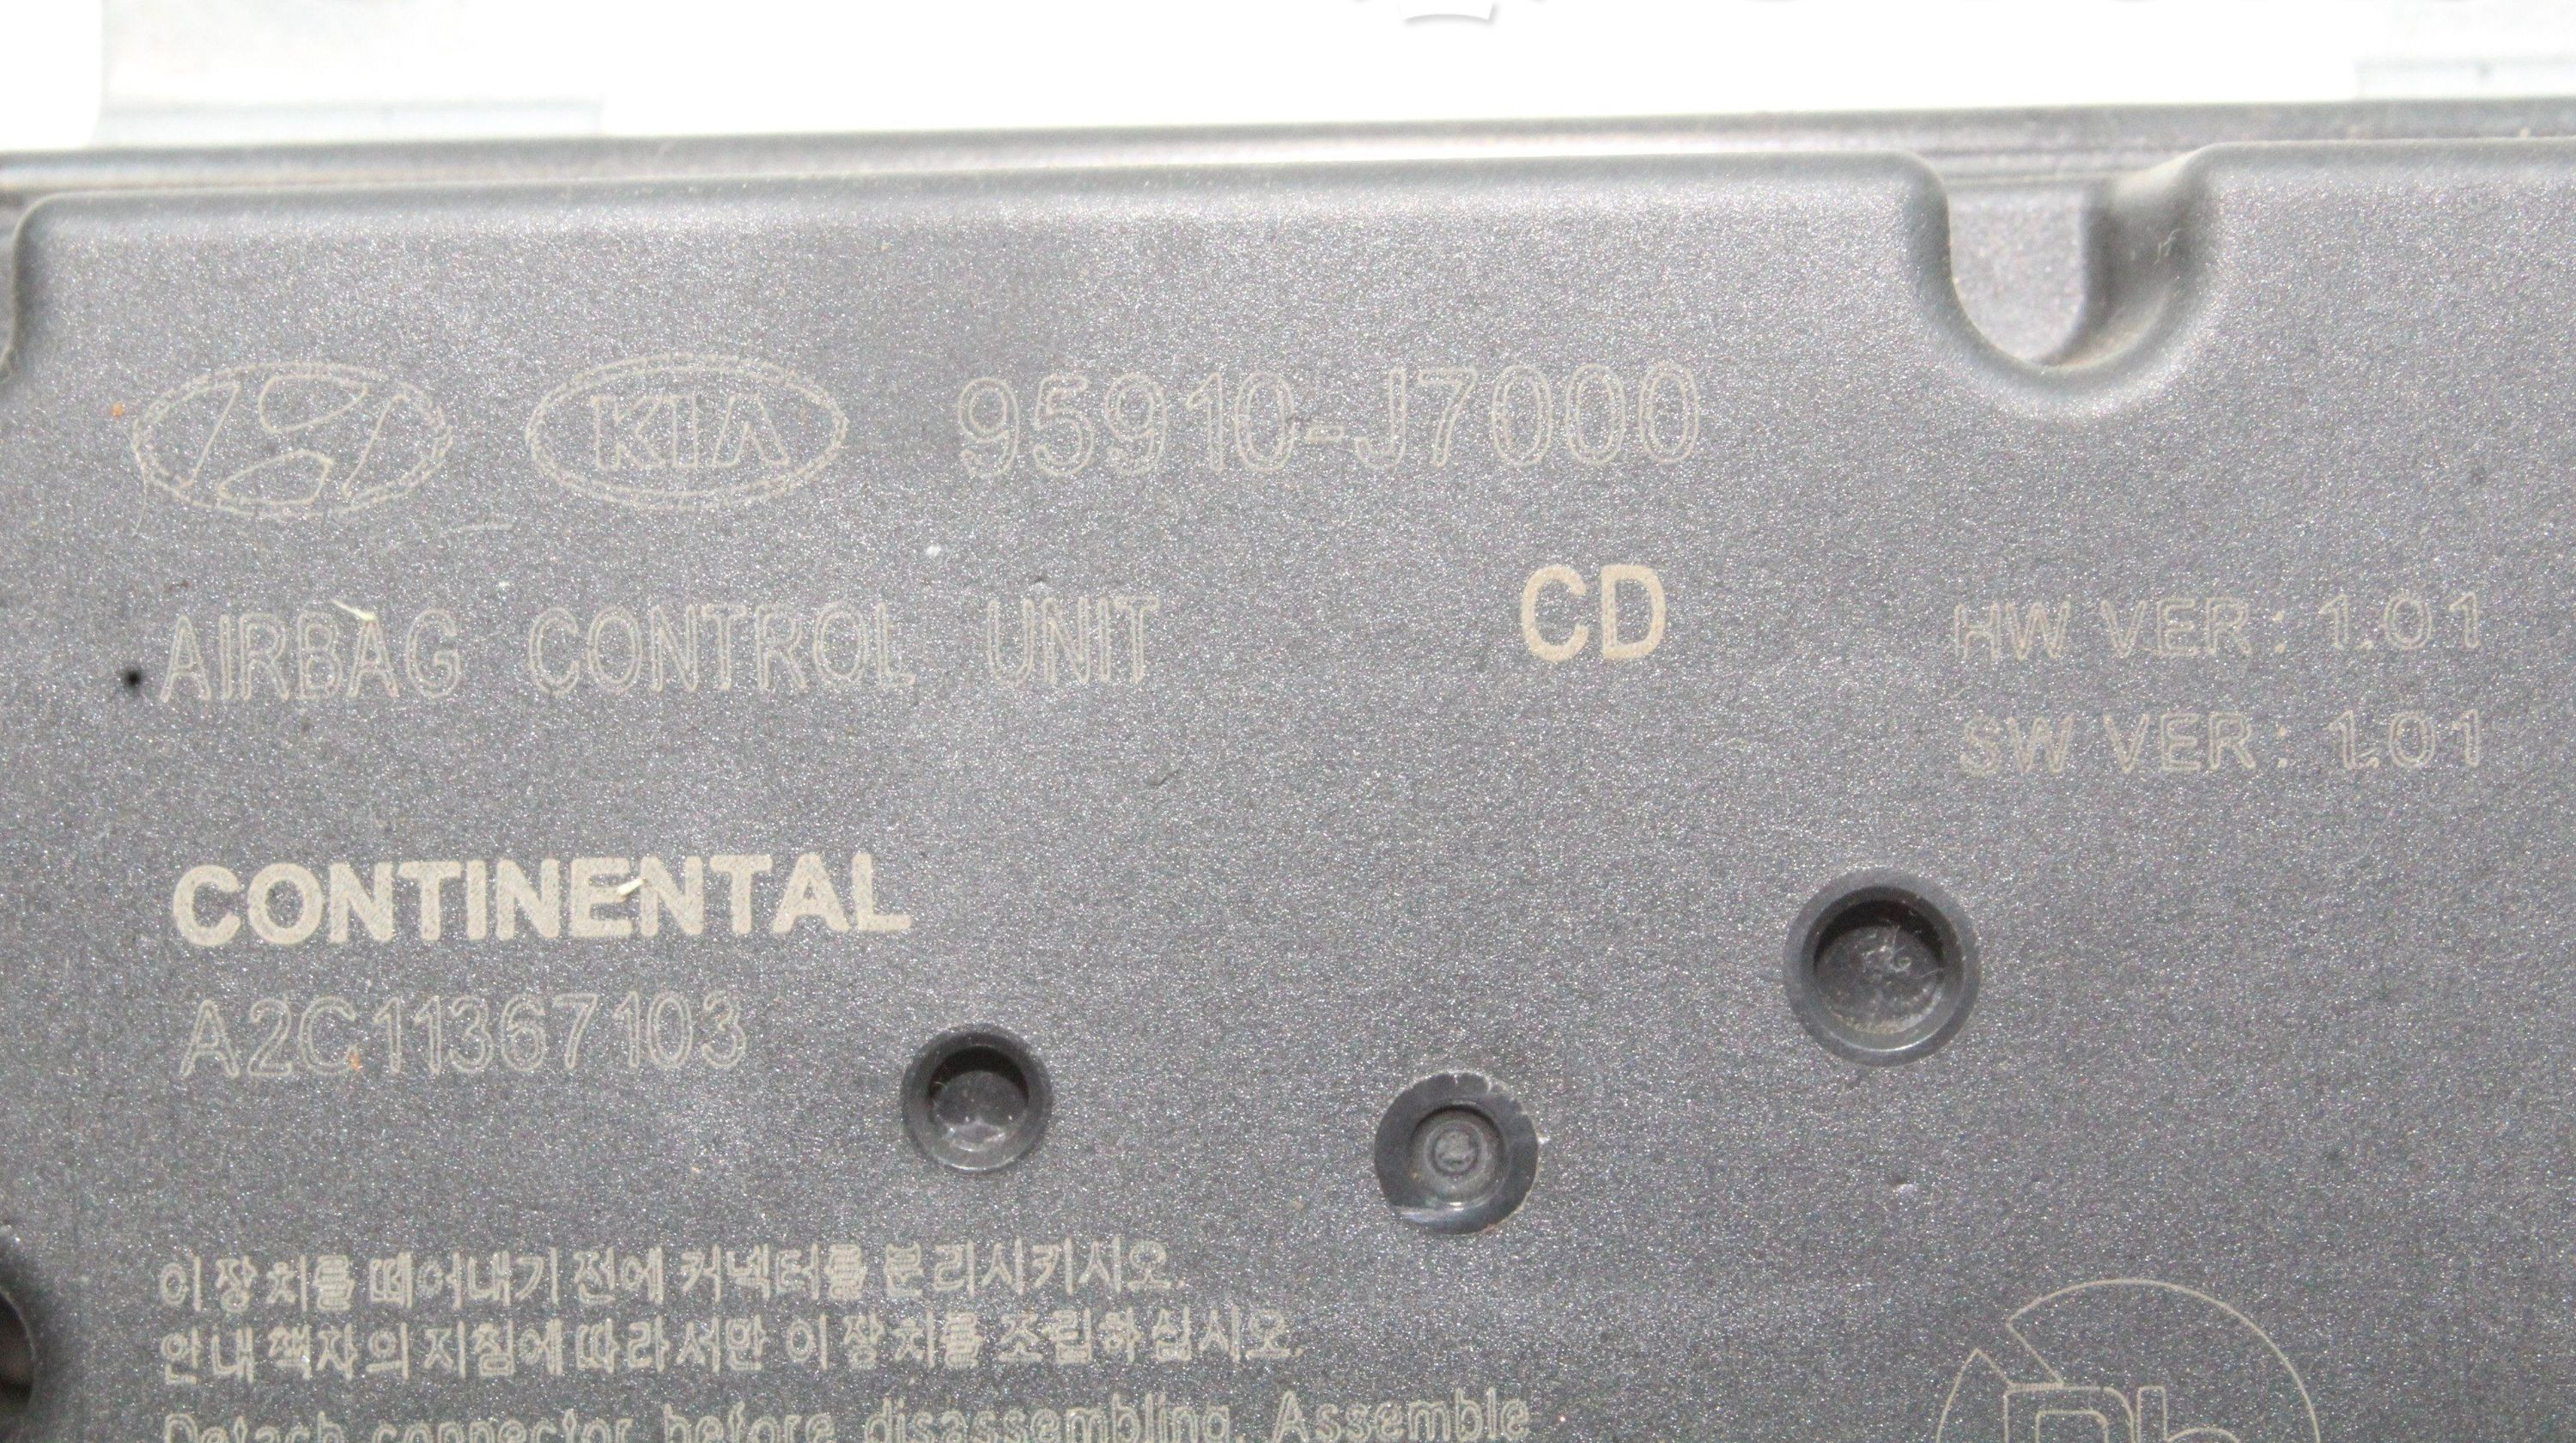 KIA 95910-J7000
AIRBAG CONTROL UNIT CD HW VER: 1.01
SW VER: 1.01
CONTINENTAL
A2C11367103
이 장치를 떼어내기 전에 커넥터를 분리시키시오.
안내책자의 지침에 따라서만 이 장치를 조립하십시오.
Detach connector before disassembling. Assemble
Pb